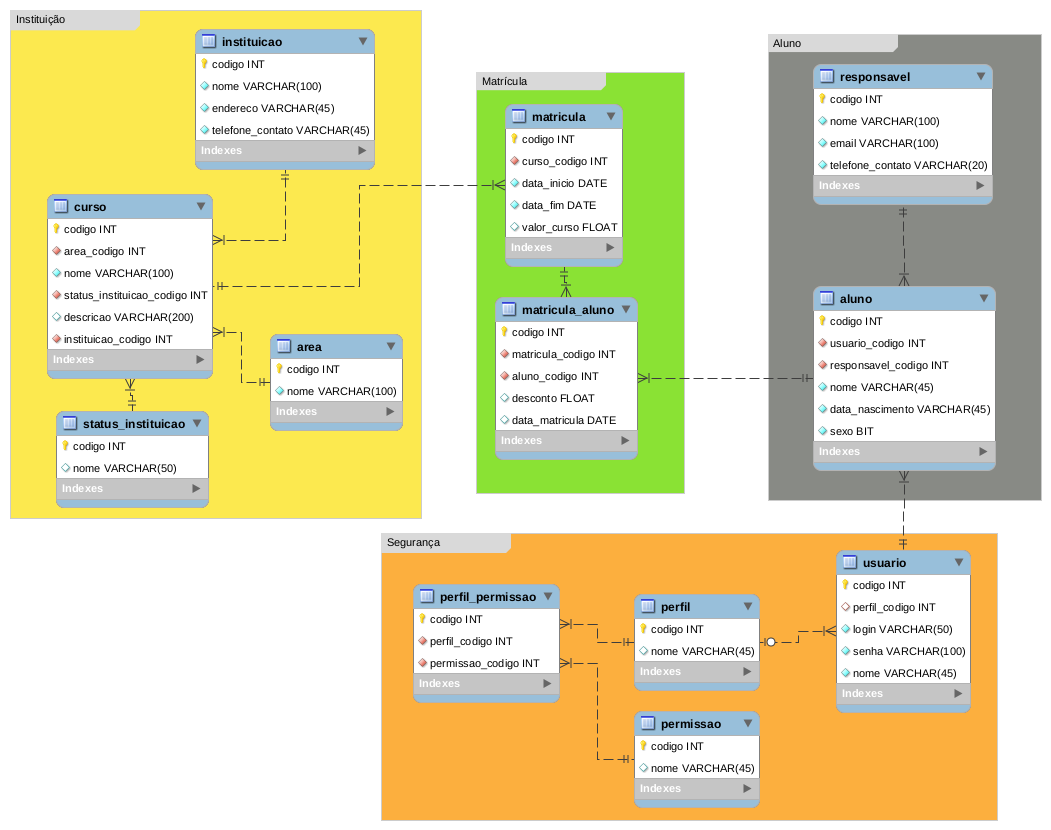 Instituição
instituicao
codigo INT
nome VARCHAR(100)
endereco VARCHAR(45)
telefone_contato VARCHAR(45)
Indexes
curso
codigo INT
area_codigo INT
nome VARCHAR(100)
status_instituicao_codigo INT
descricao VARCHAR(200)
instituicao_codigo INT
Indexes
area
codigo INT
nome VARCHAR(100)
Indexes
status_instituicao
codigo INT
nome VARCHAR(50)
Indexes
Matrícula
matricula
codigo INT
curso_codigo INT
data_inicio DATE
data_fim DATE
valor_curso FLOAT
Indexes
matricula_aluno
codigo INT
matricula_codigo INT
aluno_codigo INT
desconto FLOAT
data_matricula DATE
Indexes
Aluno
responsavel
codigo INT
nome VARCHAR(100)
email VARCHAR(100)
telefone_contato VARCHAR(20)
Indexes
aluno
codigo INT
usuario_codigo INT
responsavel_codigo INT
nome VARCHAR(45)
data_nascimento VARCHAR(45)
sexo BIT
Indexes
Segurança
perfil_permissao
codigo INT
perfil_codigo INT
permissao_codigo INT
Indexes
perfil
codigo INT
nome VARCHAR(45)
Indexes
permissao
codigo INT
nome VARCHAR(45)
Indexes
usuario
codigo INT
perfil_codigo INT
login VARCHAR(50)
senha VARCHAR(100)
nome VARCHAR(45)
Indexes